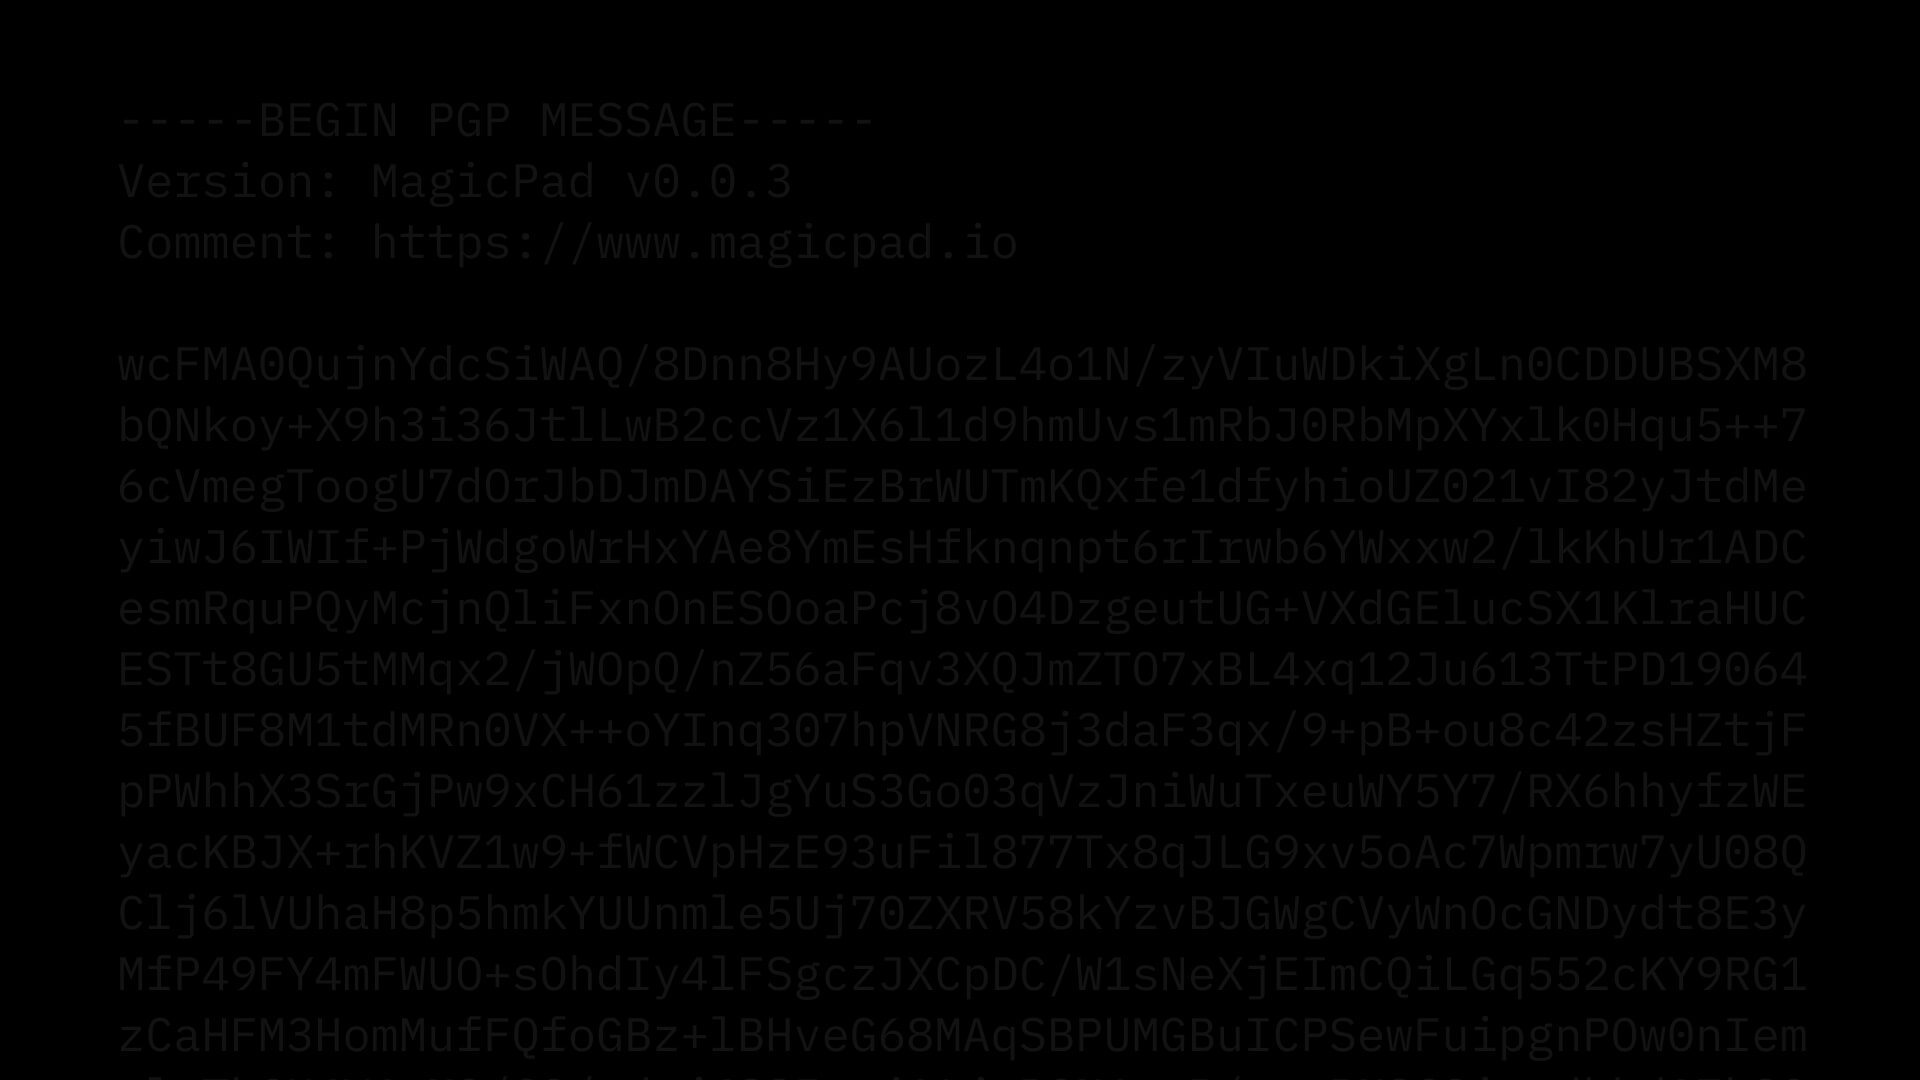 -----BEGIN PGP MESSAGE-----
Version: MagicPad v0.0.3
Comment: https://www.magicpad.io

wcFMA0QujnYdcSiWAQ/8Dnn8Hy9AUozL4o1N/zyVIuWDkiXgLn0CDDUBSXM8
bQNkoy+X9h3i36JtlLwB2ccVz1X6l1d9hmUvs1mRbJ0RbMpXYxlk0Hqu5++7
6cVmegToogU7dOrJbDJmDAYSiEzBrWUTmKQxfe1dfyhioUZ021vI82yJtdMe
yiwJ6IWIf+PjWdgoWrHxYAe8YmEsHfknqnpt6rIrwb6YWxxw2/lkKhUr1ADC
esmRquPQyMcjnQliFxnOnESOoaPcj8vO4DzgeutUG+VXdGElucSX1KlraHUC
ESTt8GU5tMMqx2/jWOpQ/nZ56aFqv3XQJmZTO7xBL4xq12Ju613TtPD19064
5fBUF8M1tdMRn0VX++oYInq307hpVNRG8j3daF3qx/9+pB+ou8c42zsHZtjF
pPWhhX3SrGjPw9xCH61zzlJgYuS3Go03qVzJniWuTxeuWY5Y7/RX6hhyfzWE
yacKBJX+rhKVZ1w9+fWCVpHzE93uFil877Tx8qJLG9xv5oAc7Wpmrw7yU08Q
Clj6lVUhaH8p5hmkYUUnmle5Uj70ZXRV58kYzvBJGWgCVyWnOcGNDydt8E3y
MfP49FY4mFWUO+sOhdIy4lFSgczJXCpDC/W1sNeXjEImCQiLGq552cKY9RG1
zCaHFM3HomMufFQfoGBz+lBHveG68MAqSBPUMGBuICPSewFuipgnPOw0nIem